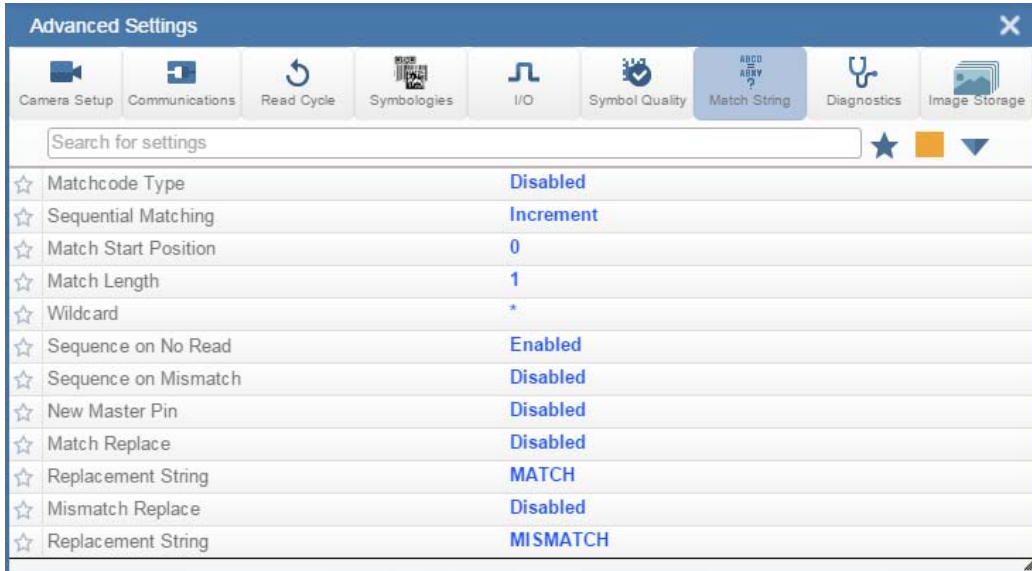 Advanced Settings
Camera Setup Communications Read Cycle Symbologies I/O Symbol Quality Match String Diagnostics Image Storage
ABCD
=
ABNY
?
Search for settings
Matchcode Type Disabled
Sequential Matching Increment
Match Start Position 0
Match Length 1
Wildcard *
Sequence on No Read Enabled
Sequence on Mismatch Disabled
New Master Pin Disabled
Match Replace Disabled
Replacement String MATCH
Mismatch Replace Disabled
Replacement String MISMATCH